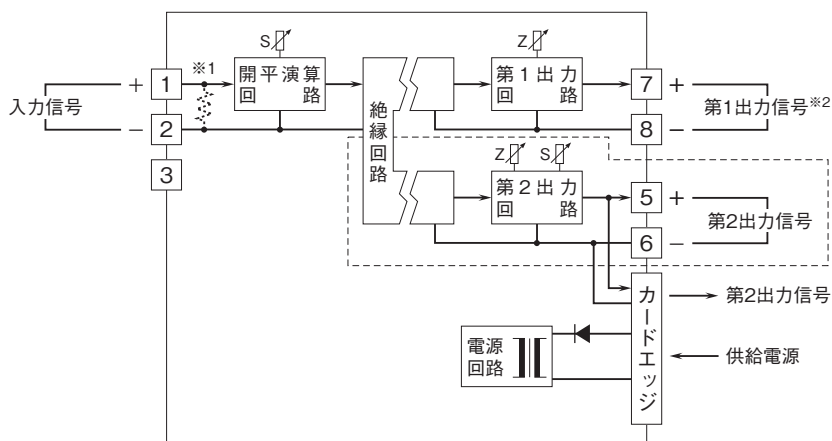 入力信号
+
1
※1
−
2
3
S
開平演算
回　　路
絶縁回路
Z
第1出力
回　　路
7
+
第1出力信号※2
8
−
Z
S
第2出力
回　　路
5
+
第2出力信号
6
−
カードエッジ
第2出力信号
電源
回路
供給電源